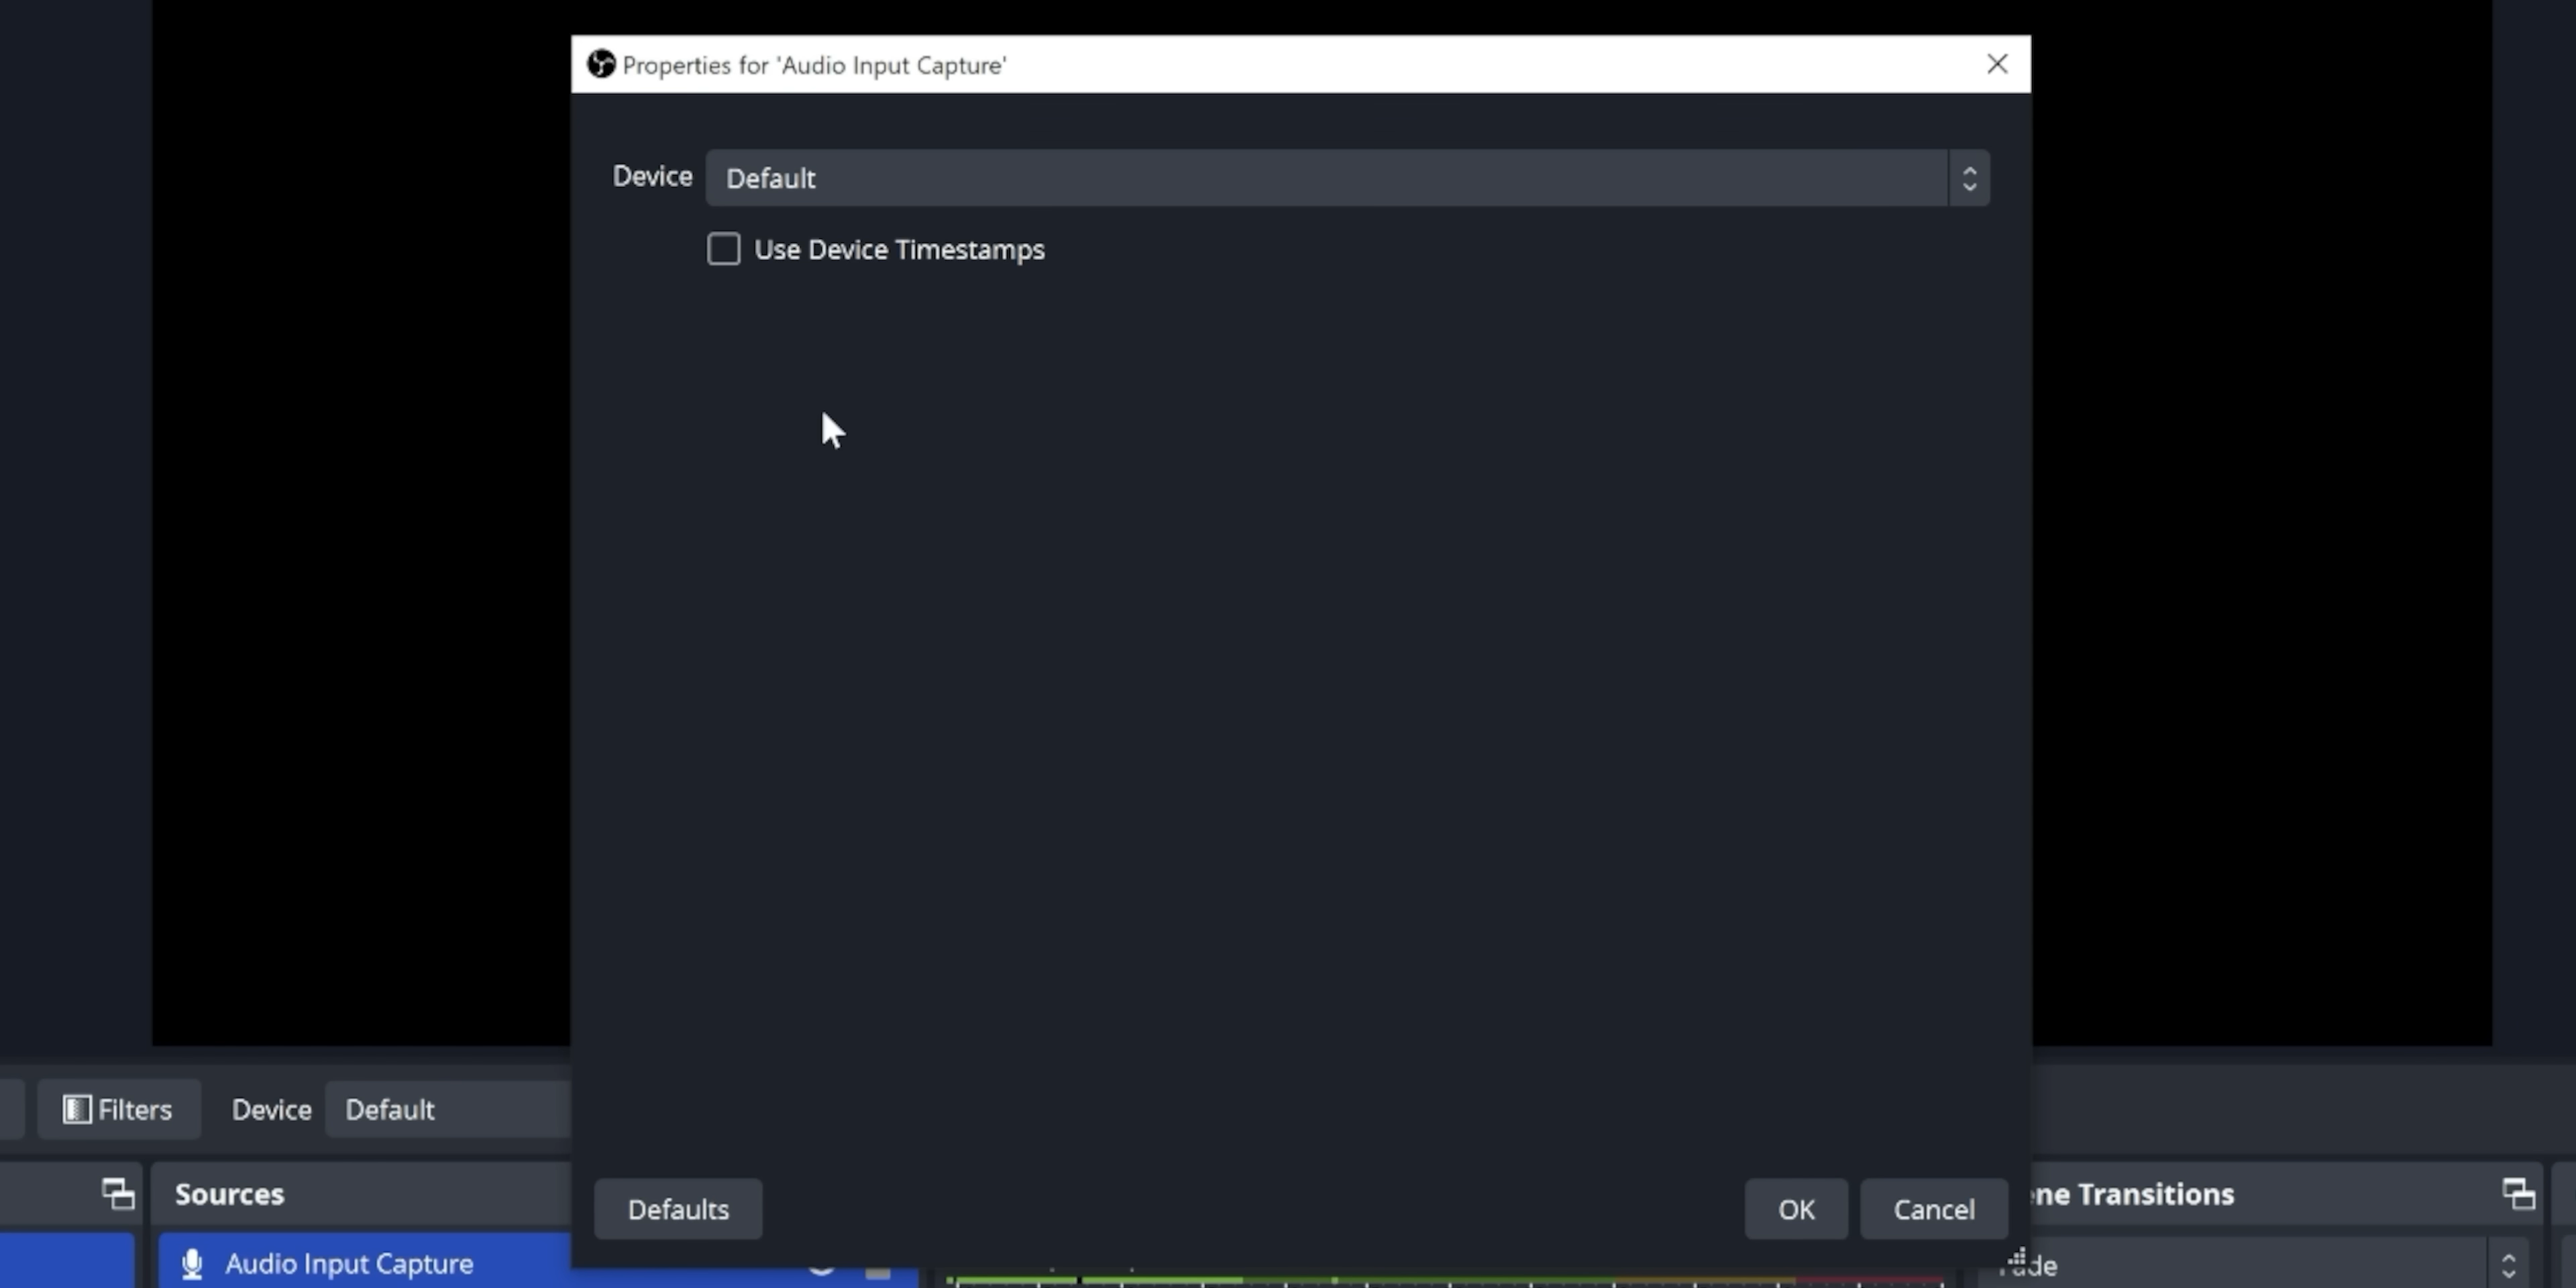 Properties for 'Audio Input Capture'
Device Default
Use Device Timestamps
Filters Device Default
Defaults OK Cancel
Sources
Transitions
Audio Input Capture